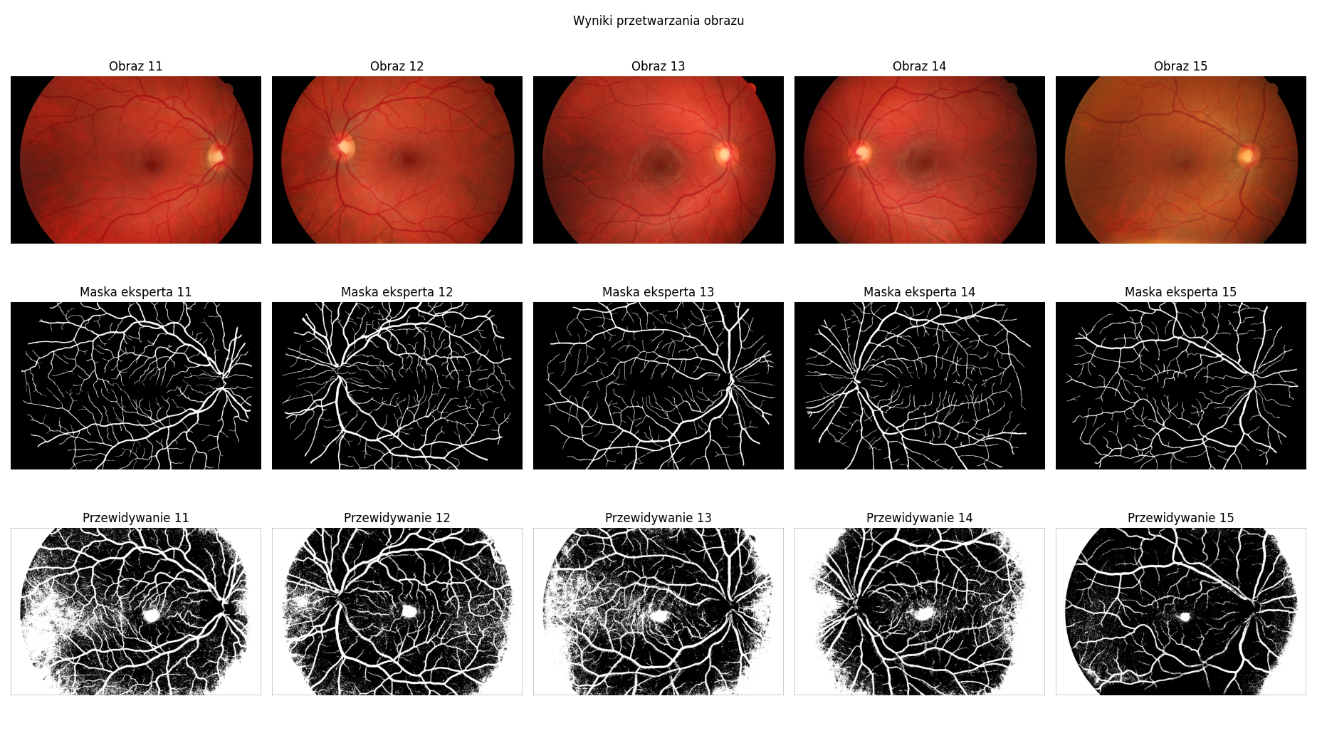 Wyniki przetwarzania obrazu
Obraz 11
Obraz 12
Obraz 13
Obraz 14
Obraz 15
Maska eksperta 11
Maska eksperta 12
Maska eksperta 13
Maska eksperta 14
Maska eksperta 15
Przewidywanie 11
Przewidywanie 12
Przewidywanie 13
Przewidywanie 14
Przewidywanie 15